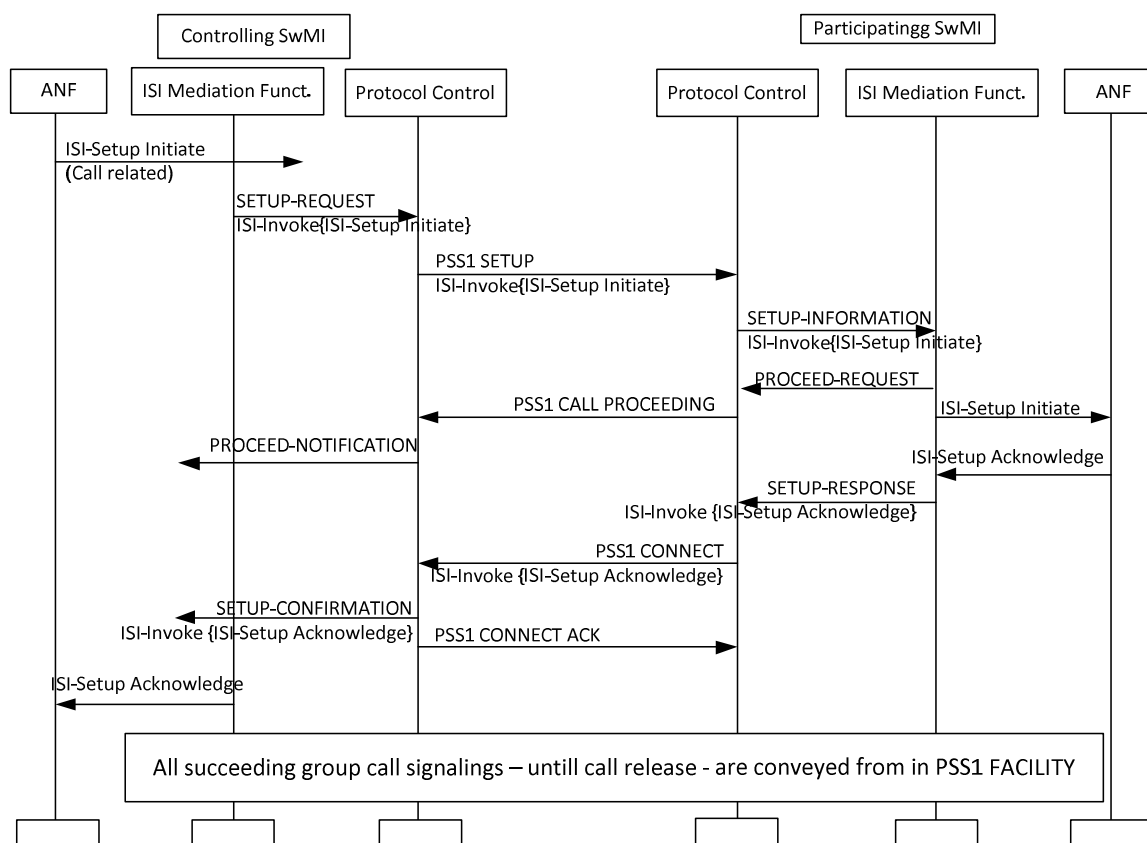 Controlling SwMI
Participatingg SwMI
ANF
ISI Mediation Funct.
Protocol Control
Protocol Control
ISI Mediation Funct.
ANF
ISI-Setup Initiate
(Call related)
SETUP-REQUEST
ISI-Invoke{ISI-Setup Initiate}
PSS1 SETUP
ISI-Invoke{ISI-Setup Initiate}
SETUP-INFORMATION
ISI-Invoke{ISI-Setup Initiate}
PROCEED-REQUEST
PSS1 CALL PROCEEDING
ISI-Setup Initiate
PROCEED-NOTIFICATION
ISI-Setup Acknowledge
SETUP-RESPONSE
ISI-Invoke {ISI-Setup Acknowledge}
PSS1 CONNECT
ISI-Invoke {ISI-Setup Acknowledge}
SETUP-CONFIRMATION
ISI-Invoke {ISI-Setup Acknowledge}
PSS1 CONNECT ACK
ISI-Setup Acknowledge
All succeeding group call signalings – untill call release - are conveyed from in PSS1 FACILITY